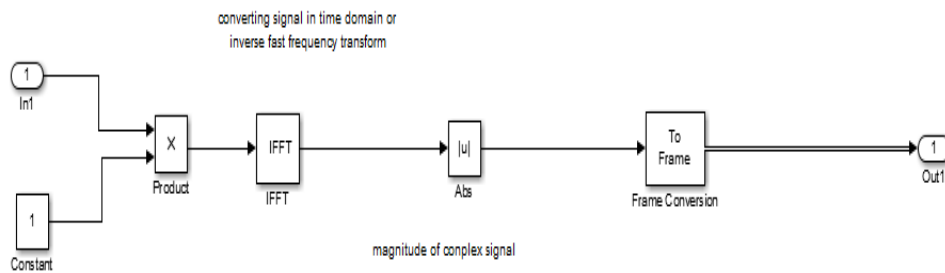 converting signal in time domain or
inverse fast frequency transform
1
In1
X
Product
IFFT
IFFT
|u|
Abs
To
Frame
Frame Conversion
1
Out1
1
Constant
magnitude of conplex signal